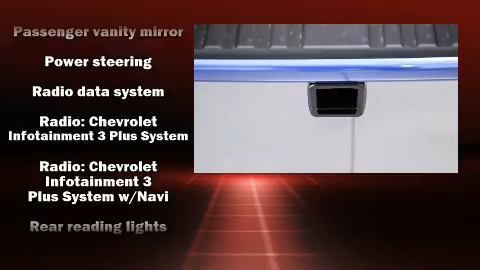 Passenger vanity mirror
Power steering
Radio data system
Radio: Chevrolet
Infotainment 3 Plus System
Radio: Chevrolet
Infotainment 3
Plus System w/Navi
Rear reading lights